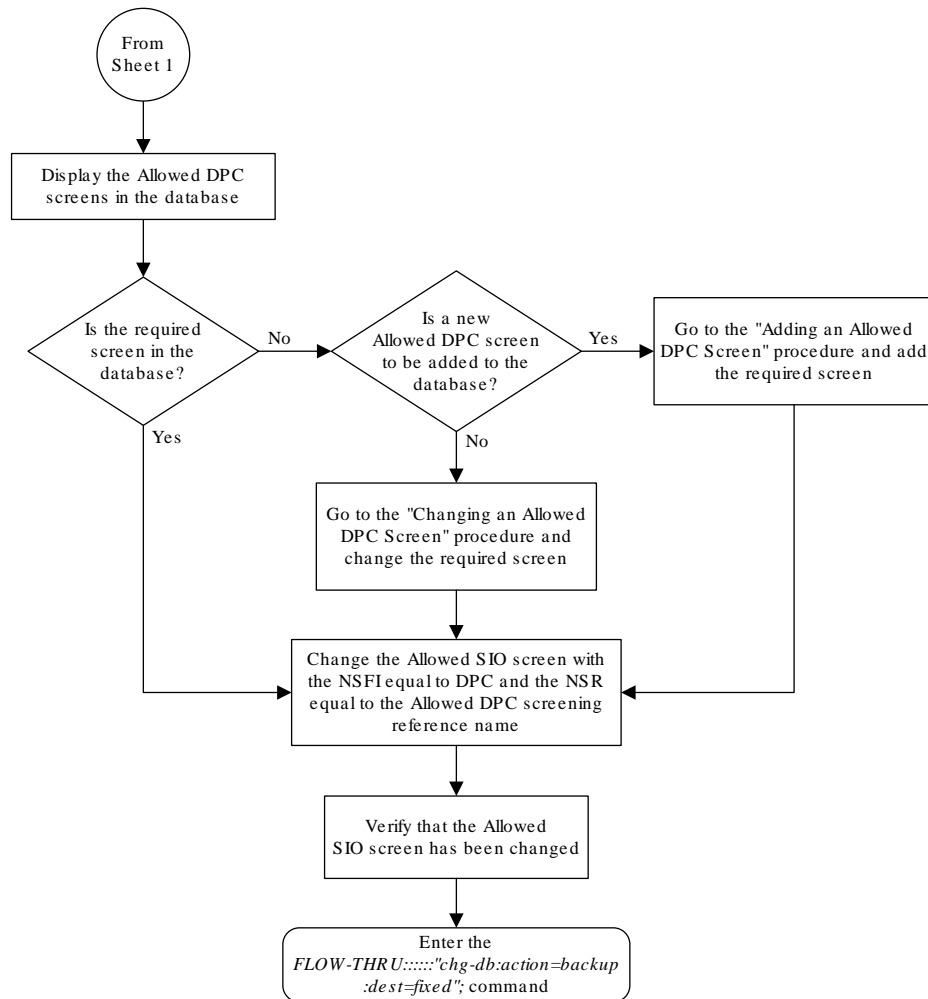 From
Sheet 1
Display the Allowed DPC
screens in the database
Is the required
screen in the
database?
No
Yes
Is a new
Allowed DPC screen
to be added to the
database?
Yes
No
Go to the "Adding an Allowed
DPC Screen" procedure and add
the required screen
Go to the "Changing an Allowed
DPC Screen" procedure and
change the required screen
Change the Allowed SIO screen with
the NSFI equal to DPC and the NSR
equal to the Allowed DPC screening
reference name
Verify that the Allowed
SIO screen has been changed
Enter the
FLOW-THRU::::::"chg-db:action=backup
:dest=fixed"; command